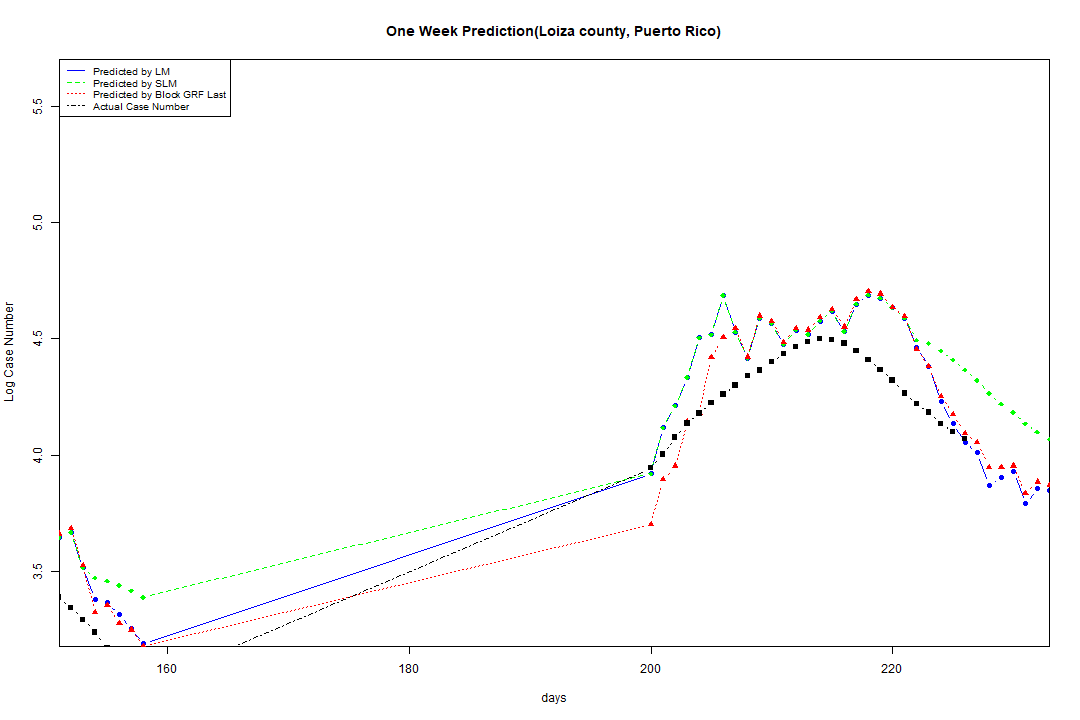 One Week Prediction(Loiza county, Puerto Rico)
Predicted by LM
Predicted by SLM
Predicted by Block GRF Last
Actual Case Number
Log Case Number
5.5
5.0
4.5
4.0
3.5
160 180 200 220
days